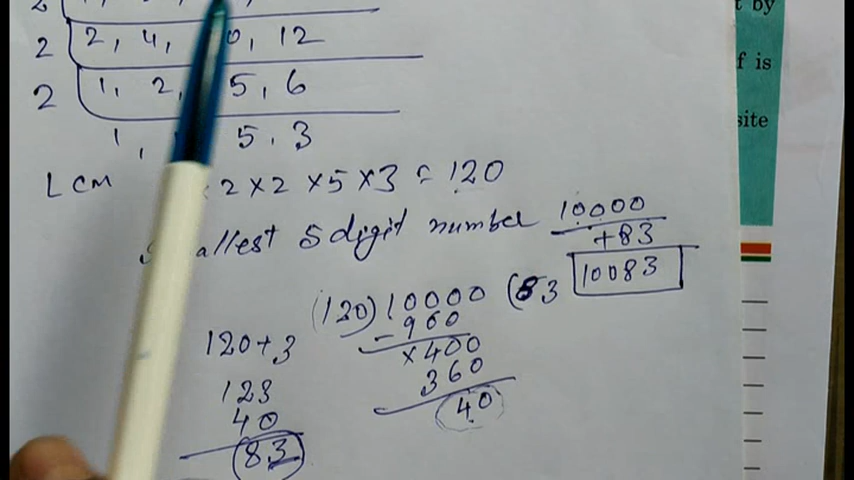 2 2, 4, 0, 12
2 1, 2, 5, 6
1, 5, 3
LCM 2×2×5×3 = 120
allest 5 digit number 10000
+83
10083
120) 10000 (83
- 960
×400
360
40
120+3
123
40
83
t by
f is
site